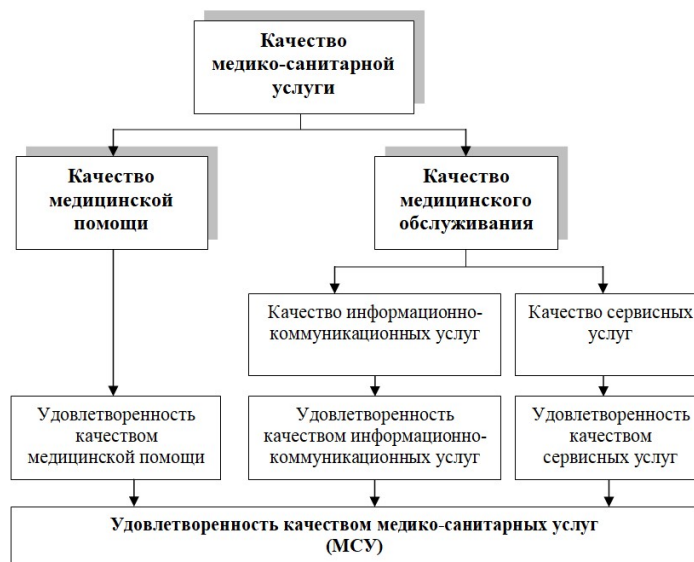 Качество
медико-санитарной
услуги
Качество
медицинской
помощи
Качество
медицинского
обслуживания
Качество информационно-
коммуникационных услуг
Качество сервисных
услуг
Удовлетворенность
качеством
медицинской помощи
Удовлетворенность
качеством информационно-
коммуникационных услуг
Удовлетворенность
качеством
сервисных услуг
Удовлетворенность качеством медико-санитарных услуг
(МСУ)